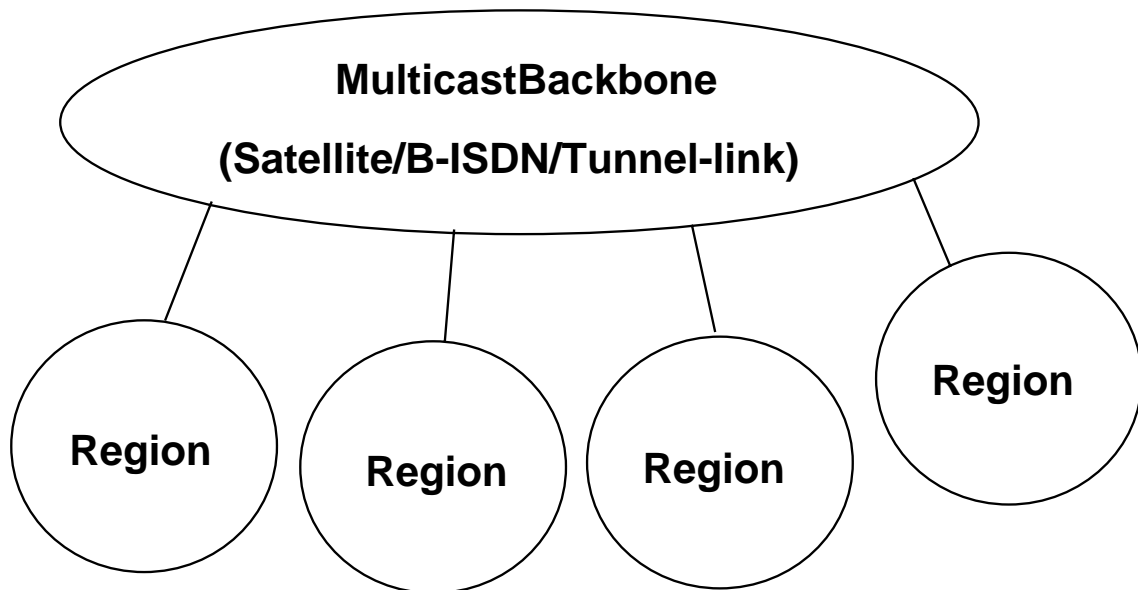 MulticastBackbone
(Satellite/B-ISDN/Tunnel-link)
Region
Region
Region
Region